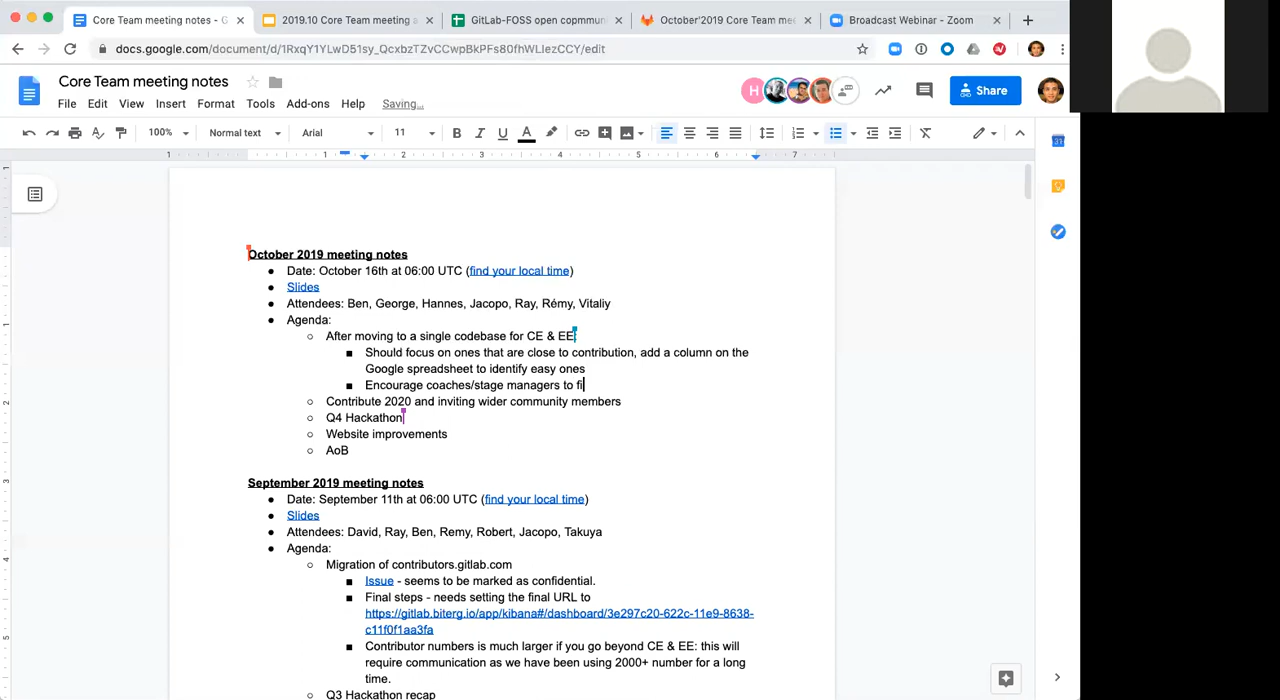 Core Team meeting notes - G
2019.10 Core Team meeting a
GitLab-FOSS open commun
October'2019 Core Team me
Broadcast Webinar - Zoom
docs.google.com/document/d/1RxqY1YLwD51sy_QcxbzTZvCCwpBkPFs80fhWLIezCCY/edit
Core Team meeting notes
File Edit View Insert Format Tools Add-ons Help Saving...
H
Share
100% Normal text Arial 11
1 1 2 3 4 5 6 7
31
October 2019 meeting notes
● Date: October 16th at 06:00 UTC (find your local time)
● Slides
● Attendees: Ben, George, Hannes, Jacopo, Ray, Rémy, Vitaliy
● Agenda:
○ After moving to a single codebase for CE & EE:
■ Should focus on ones that are close to contribution, add a column on the
Google spreadsheet to identify easy ones
■ Encourage coaches/stage managers to fi
○ Contribute 2020 and inviting wider community members
○ Q4 Hackathon
○ Website improvements
○ AoB
September 2019 meeting notes
● Date: September 11th at 06:00 UTC (find your local time)
● Slides
● Attendees: David, Ray, Ben, Remy, Robert, Jacopo, Takuya
● Agenda:
○ Migration of contributors.gitlab.com
■ Issue - seems to be marked as confidential.
■ Final steps - needs setting the final URL to
https://gitlab.biterg.io/app/kibana#/dashboard/3e297c20-622c-11e9-8638-
c11f0f1aa3fa
■ Contributor numbers is much larger if you go beyond CE & EE: this will
require communication as we have been using 2000+ number for a long
time.
○ Q3 Hackathon recap